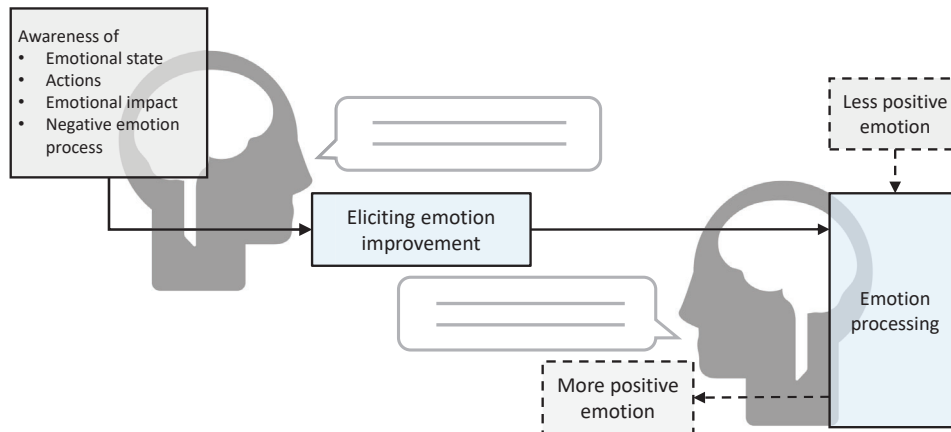 Awareness of
• Emotional state
• Actions
• Emotional impact
• Negative emotion
process
Less positive
emotion
Eliciting emotion
improvement
Emotion
processing
More positive
emotion